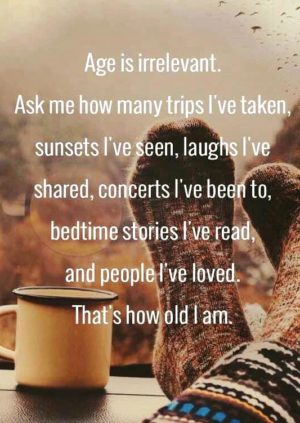 Age is irrelevant.
Ask me how many trips I've taken,
sunsets I've seen, laughs I've
shared, concerts I've been to,
bedtime stories I've read,
and people I've loved.
That's how old I am.